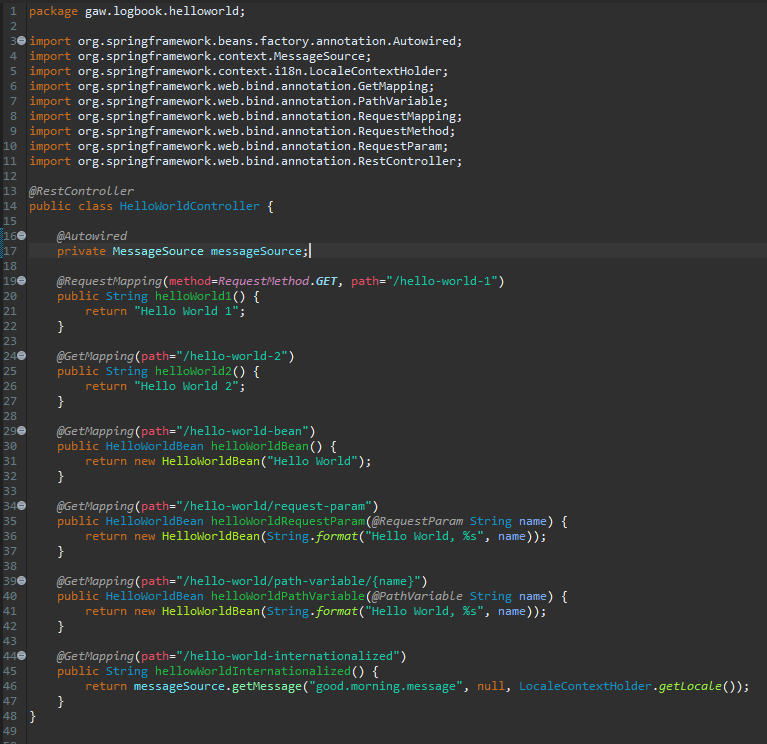 1 package gaw.logbook.helloworld;
2
3 import org.springframework.beans.factory.annotation.Autowired;
4 import org.springframework.context.MessageSource;
5 import org.springframework.context.i18n.LocaleContextHolder;
6 import org.springframework.web.bind.annotation.GetMapping;
7 import org.springframework.web.bind.annotation.PathVariable;
8 import org.springframework.web.bind.annotation.RequestMapping;
9 import org.springframework.web.bind.annotation.RequestMethod;
10 import org.springframework.web.bind.annotation.RequestParam;
11 import org.springframework.web.bind.annotation.RestController;
12
13 @RestController
14 public class HelloWorldController {
15
16     @Autowired
17     private MessageSource messageSource;
18
19     @RequestMapping(method=RequestMethod.GET, path="/hello-world-1")
20     public String helloWorld1() {
21         return "Hello World 1";
22     }
23
24     @GetMapping(path="/hello-world-2")
25     public String helloWorld2() {
26         return "Hello World 2";
27     }
28
29     @GetMapping(path="/hello-world-bean")
30     public HelloWorldBean helloWorldBean() {
31         return new HelloWorldBean("Hello World");
32     }
33
34     @GetMapping(path="/hello-world/request-param")
35     public HelloWorldBean helloWorldRequestParam(@RequestParam String name) {
36         return new HelloWorldBean(String.format("Hello World, %s", name));
37     }
38
39     @GetMapping(path="/hello-world/path-variable/{name}")
40     public HelloWorldBean helloWorldPathVariable(@PathVariable String name) {
41         return new HelloWorldBean(String.format("Hello World, %s", name));
42     }
43
44     @GetMapping(path="/hello-world-internationalized")
45     public String hellowWorldInternationalized() {
46         return messageSource.getMessage("good.morning.message", null, LocaleContextHolder.getLocale());
47     }
48 }
49